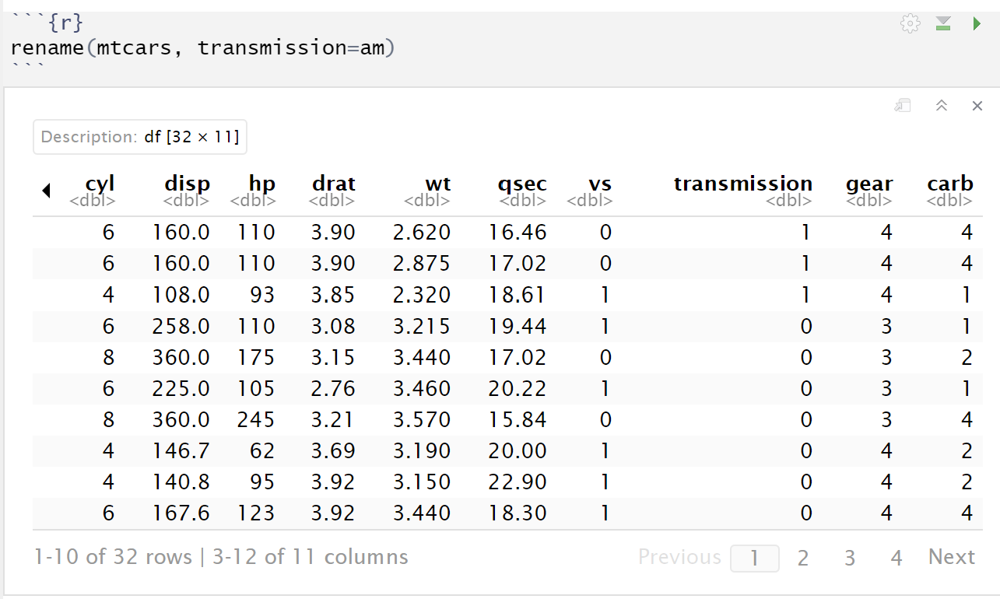 ```{r}
rename(mtcars, transmission=am)
```
Description: df [32 × 11]
cyl disp hp drat wt qsec vs transmission gear carb
<dbl> <dbl> <dbl> <dbl> <dbl> <dbl> <dbl> <dbl> <dbl> <dbl>
6 160.0 110 3.90 2.620 16.46 0 1 4 4
6 160.0 110 3.90 2.875 17.02 0 1 4 4
4 108.0 93 3.85 2.320 18.61 1 1 4 1
6 258.0 110 3.08 3.215 19.44 1 0 3 1
8 360.0 175 3.15 3.440 17.02 0 0 3 2
6 225.0 105 2.76 3.460 20.22 1 0 3 1
8 360.0 245 3.21 3.570 15.84 0 0 3 4
4 146.7 62 3.69 3.190 20.00 1 0 4 2
4 140.8 95 3.92 3.150 22.90 1 0 4 2
6 167.6 123 3.92 3.440 18.30 1 0 4 4
1-10 of 32 rows | 3-12 of 11 columns Previous 1 2 3 4 Next